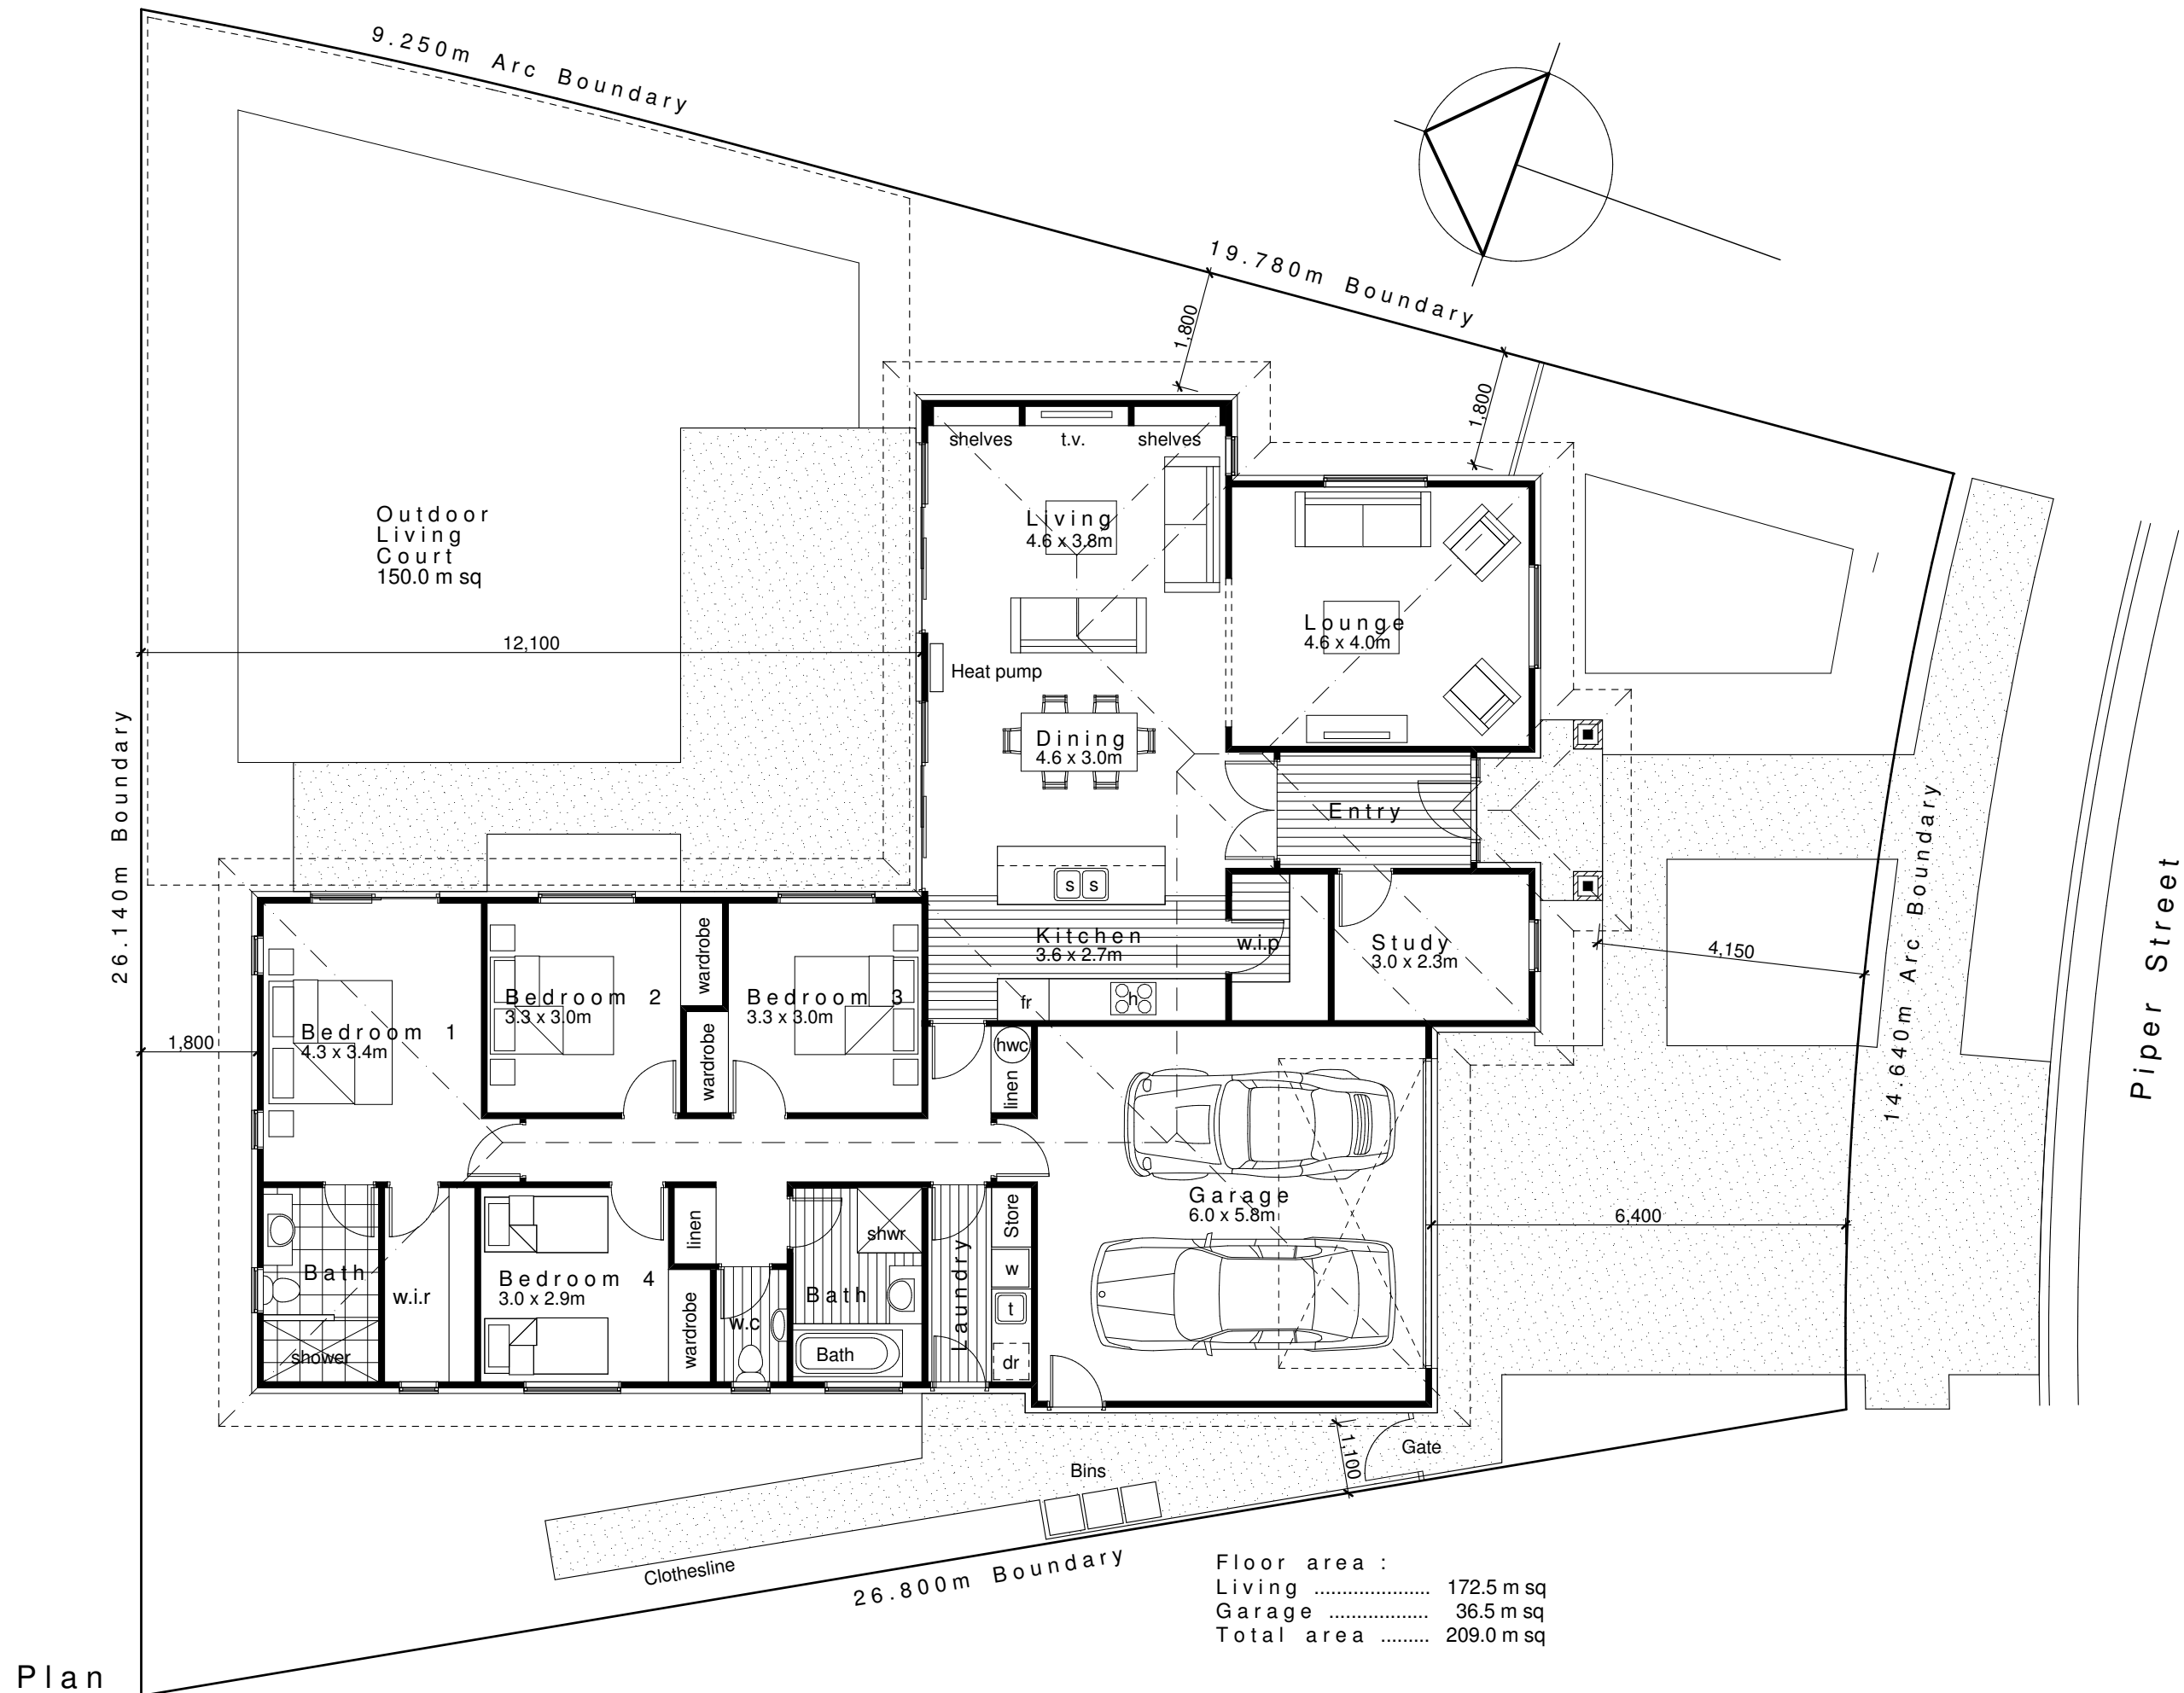 9.250m Arc Boundary
19.780m Boundary
1,800
1,800
shelves
t.v.
shelves
Outdoor
Living
Court
150.0 m sq
Living
4.6 x 3.8m
Lounge
4.6 x 4.0m
12,100
Heat pump
Dining
4.6 x 3.0m
Entry
26.140m Boundary
s s
Kitchen
3.6 x 2.7m
w.i.p
Study
3.0 x 2.3m
4,150
14.640m Arc Boundary
Piper Street
wardrobe
Bedroom 2
3.3 x 3.0m
Bedroom 3
3.3 x 3.0m
fr
h
1,800
Bedroom 1
4.3 x 3.4m
wardrobe
hwc
linen
Garage
6.0 x 5.8m
6,400
linen
shwr
Store
Bath
w.i.r
Bedroom 4
3.0 x 2.9m
wardrobe
w.c
Bath
Laundry
w
t
shower
Bath
dr
1,100
Gate
Bins
Clothesline
26.800m Boundary
Floor area :
Living ..................... 172.5 m sq
Garage .................. 36.5 m sq
Total area ......... 209.0 m sq
Plan